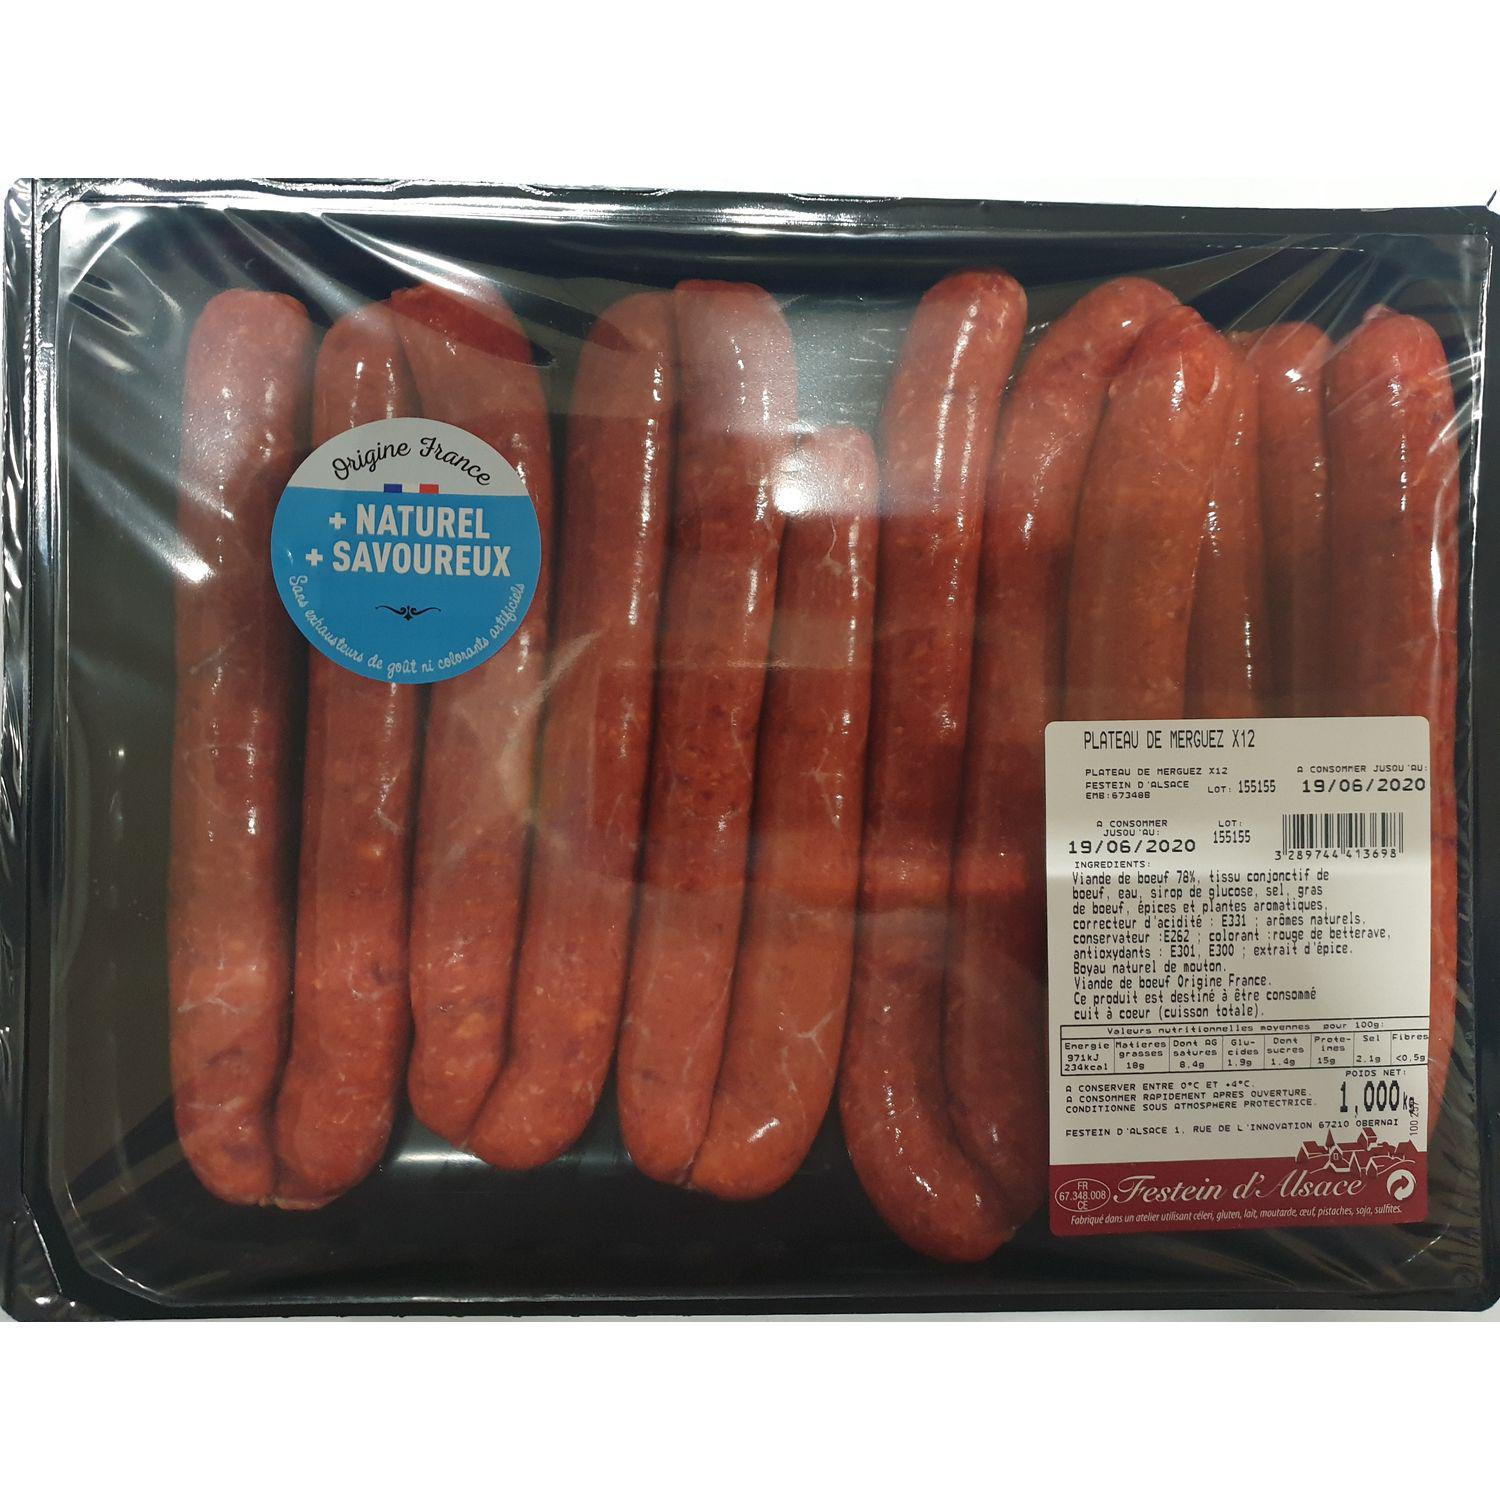 Origine France
+ NATUREL
+ SAVOUREUX
Sans exhausteurs de goût ni colorants artificiels
PLATEAU DE MERGUEZ X12
PLATEAU DE MERGUEZ X12
FESTEIN D'ALSACE
EMB:67348B
LOT: 155155
A CONSOMMER JUSQU'AU:
19/06/2020
A CONSOMMER
JUSQU'AU:
19/06/2020
LOT:
155155
3 289744 413698
INGREDIENTS:
Viande de boeuf 78%, tissu conjonctif de
boeuf, eau, sirop de glucose, sel, gras
de boeuf, épices et plantes aromatiques,
correcteur d'acidité : E331 ; arômes naturels,
conservateur :E262 ; colorant :rouge de betterave,
antioxydants : E301, E300 ; extrait d'épice.
Boyau naturel de mouton.
Viande de boeuf Origine France.
Ce produit est destiné à être consommé
cuit à coeur (cuisson totale).
Valeurs nutritionnelles moyennes pour 100g:
Energie Matieres Dont AG Glu- Dont Prote- Sel Fibres
grasses satures cides sucres ines
971kJ 18g 8.4g 1.9g 1.4g 15g 2.1g <0,5g
234kcal
A CONSERVER ENTRE 0°C ET +4°C.
A CONSOMMER RAPIDEMENT APRES OUVERTURE.
CONDITIONNE SOUS ATMOSPHERE PROTECTRICE.
POIDS NET:
1,000kg
100 257
FESTEIN D'ALSACE 1, RUE DE L'INNOVATION 67210 OBERNAI
FR
67.348.008
CE
Festein d'Alsace
Fabriqué dans un atelier utilisant céleri, gluten, lait, moutarde, œuf, pistaches, soja, sulfites.